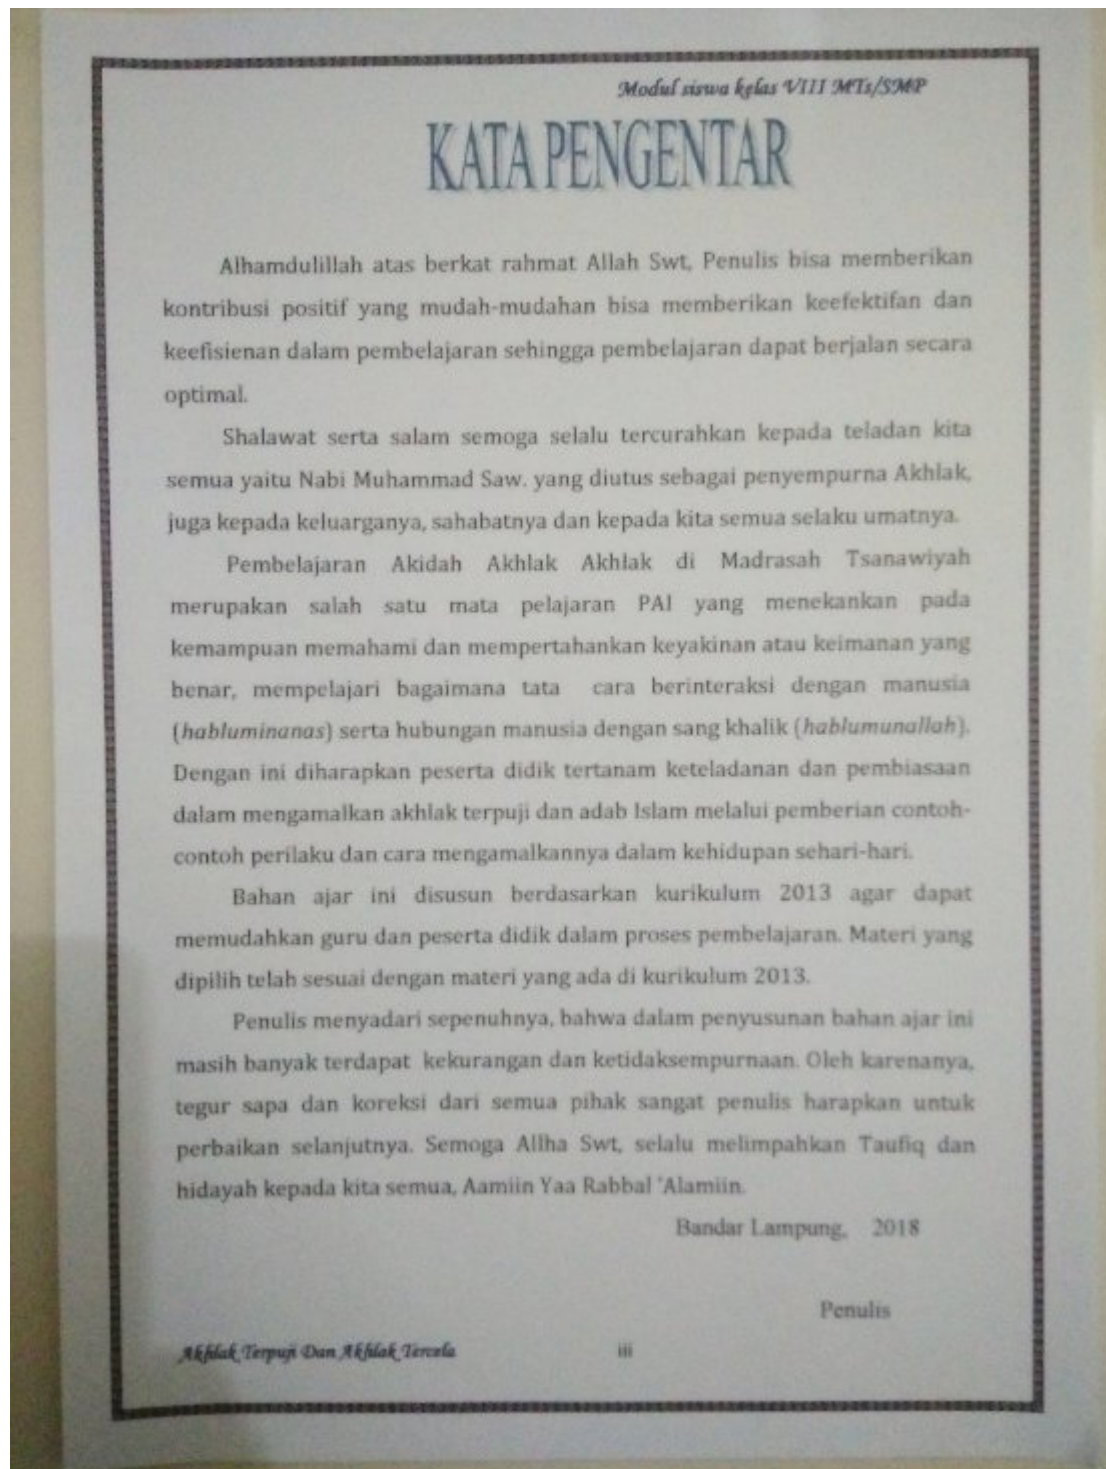 Modul siswa kelas VIII MTs/SMP
KATA PENGENTAR
Alhamdulillah atas berkat rahmat Allah Swt, Penulis bisa memberikan
kontribusi positif yang mudah-mudahan bisa memberikan keefektifan dan
keefisienan dalam pembelajaran sehingga pembelajaran dapat berjalan secara
optimal.
Shalawat serta salam semoga selalu tercurahkan kepada teladan kita
semua yaitu Nabi Muhammad Saw. yang diutus sebagai penyempurna Akhlak,
juga kepada keluarganya, sahabatnya dan kepada kita semua selaku umatnya.
Pembelajaran Akidah Akhlak Akhlak di Madrasah Tsanawiyah
merupakan salah satu mata pelajaran PAI yang menekankan pada
kemampuan memahami dan mempertahankan keyakinan atau keimanan yang
benar, mempelajari bagaimana tata cara berinteraksi dengan manusia
(habluminanas) serta hubungan manusia dengan sang khalik (hablumunallah).
Dengan ini diharapkan peserta didik tertanam keteladanan dan pembiasaan
dalam mengamalkan akhlak terpuji dan adab Islam melalui pemberian contoh-
contoh perilaku dan cara mengamalkannya dalam kehidupan sehari-hari.
Bahan ajar ini disusun berdasarkan kurikulum 2013 agar dapat
memudahkan guru dan peserta didik dalam proses pembelajaran. Materi yang
dipilih telah sesuai dengan materi yang ada di kurikulum 2013.
Penulis menyadari sepenuhnya, bahwa dalam penyusunan bahan ajar ini
masih banyak terdapat kekurangan dan ketidaksempurnaan. Oleh karenanya,
tegur sapa dan koreksi dari semua pihak sangat penulis harapkan untuk
perbaikan selanjutnya. Semoga Allha Swt, selalu melimpahkan Taufiq dan
hidayah kepada kita semua, Aamiin Yaa Rabbal 'Alamiin.
Bandar Lampung, 2018
Penulis
Akhlak Terpuji Dan Akhlak Tercela iii